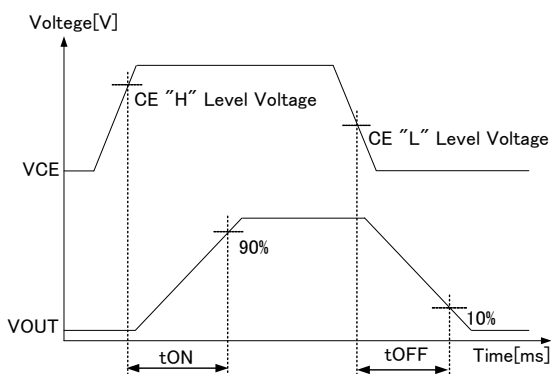 Voltege[V]
CE "H" Level Voltage
CE "L" Level Voltage
VCE
90%
VOUT
10%
tON
tOFF
Time[ms]